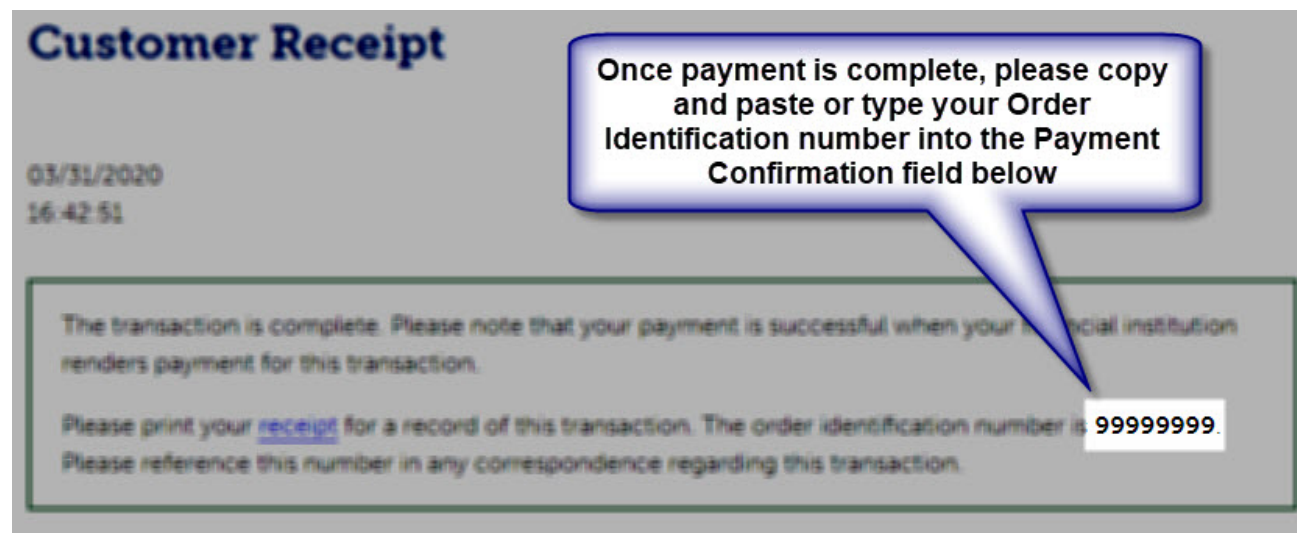 Customer Receipt
Once payment is complete, please copy
and paste or type your Order
Identification number into the Payment
Confirmation field below
03/31/2020
16:42:51
The transaction is complete. Please note that your payment is successful when your cial institution
renders payment for this transaction.
Please print your receipt for a record of this transaction. The order identification number is 99999999.
Please reference this number in any correspondence regarding this transaction.